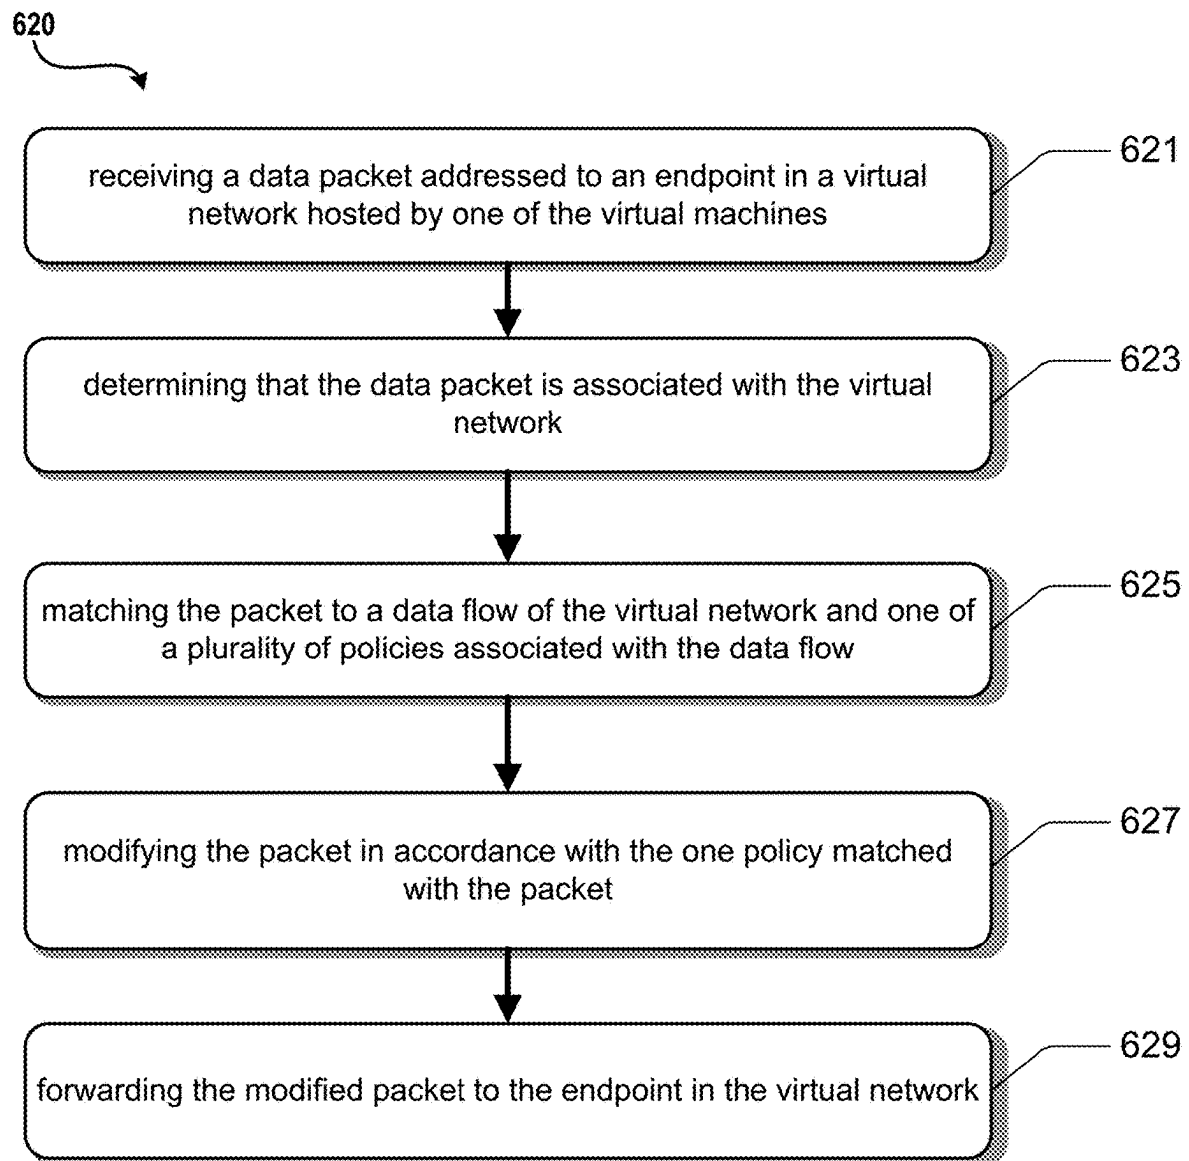 620
receiving a data packet addressed to an endpoint in a virtual
network hosted by one of the virtual machines
621
determining that the data packet is associated with the virtual
network
623
matching the packet to a data flow of the virtual network and one of
a plurality of policies associated with the data flow
625
modifying the packet in accordance with the one policy matched
with the packet
627
forwarding the modified packet to the endpoint in the virtual network
629